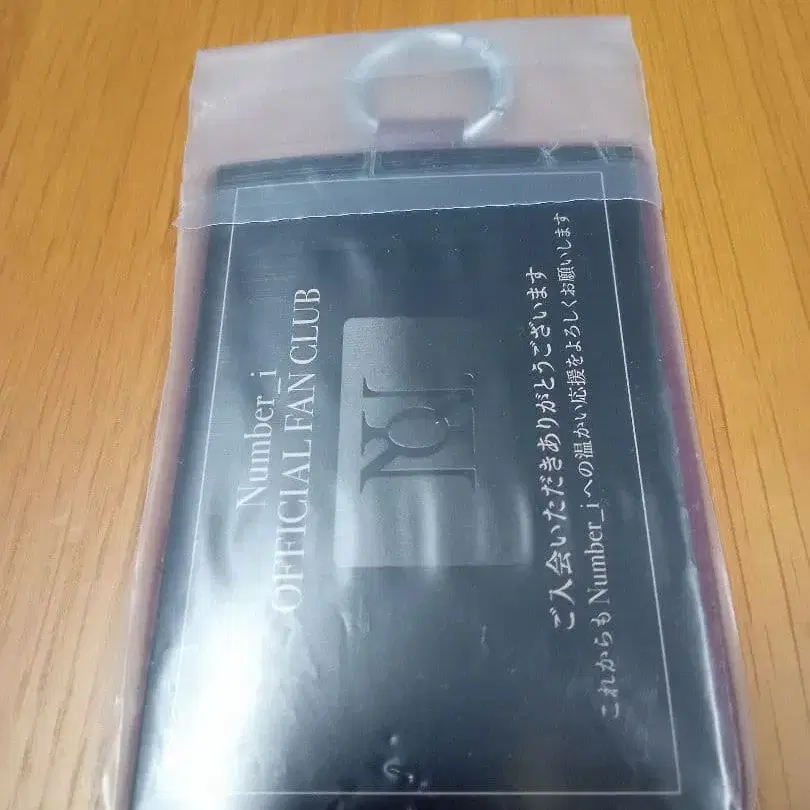 Number_i
OFFICIAL FAN CLUB
ご入会いただきありがとうございます
これからもNumber_iへの温かい応援をよろしくお願いします